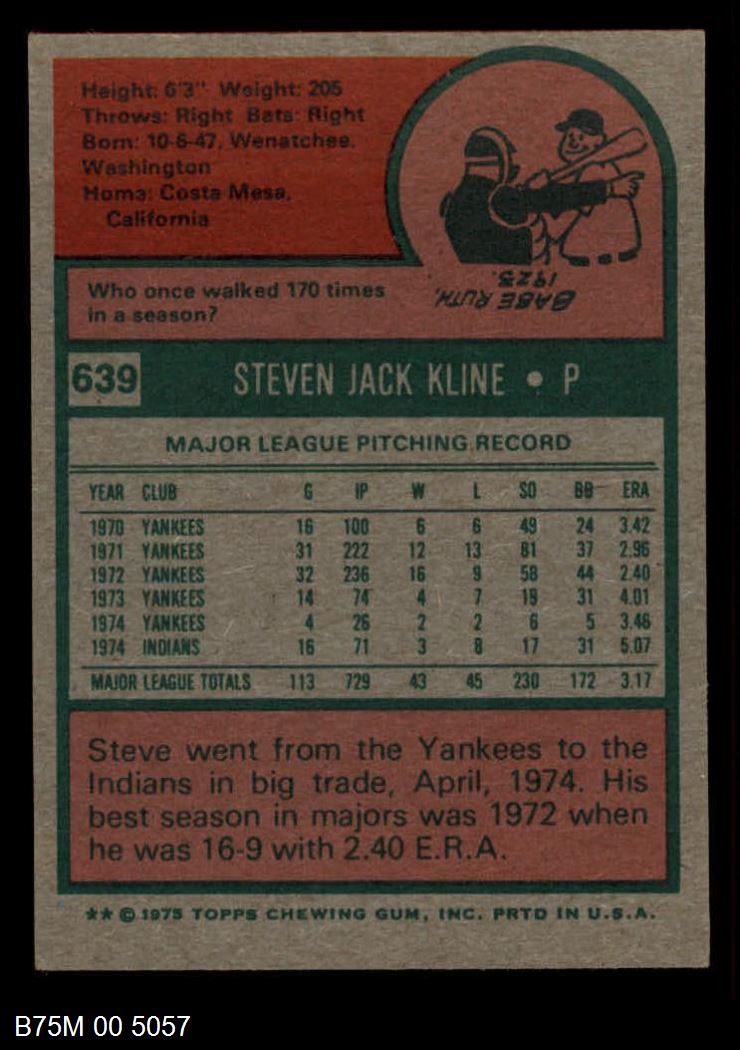 Height: 6'3" Weight: 205
Throws: Right Bats: Right
Born: 10-6-47, Wenatchee,
Washington
Home: Costa Mesa,
California
Who once walked 170 times
in a season?
BABE RUTH,
1923.
639 STEVEN JACK KLINE • P
MAJOR LEAGUE PITCHING RECORD
YEAR CLUB G IP W L SO BB ERA
1970 YANKEES 16 100 6 6 49 24 3.42
1971 YANKEES 31 222 12 13 81 37 2.96
1972 YANKEES 32 236 16 9 58 44 2.40
1973 YANKEES 14 74 4 7 19 31 4.01
1974 YANKEES 4 26 2 2 6 5 3.46
1974 INDIANS 16 71 3 8 17 31 5.07
MAJOR LEAGUE TOTALS 113 729 43 45 230 172 3.17
Steve went from the Yankees to the
Indians in big trade, April, 1974. His
best season in majors was 1972 when
he was 16-9 with 2.40 E.R.A.
** © 1975 TOPPS CHEWING GUM, INC. PRTD IN U.S.A.
B75M 00 5057